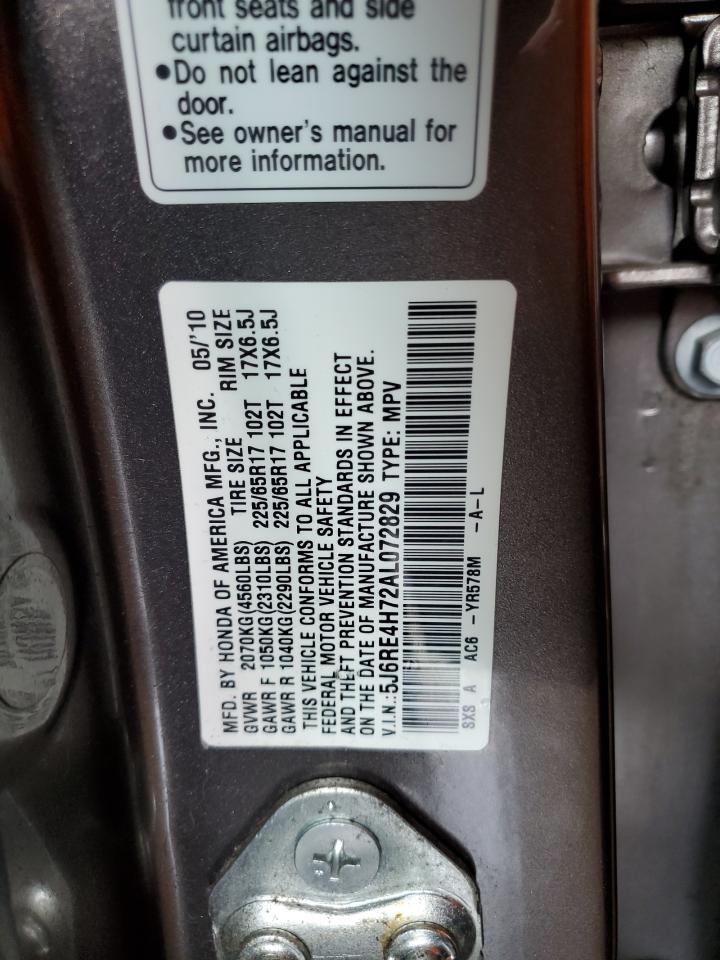 front seats and side
curtain airbags.
●Do not lean against the
door.
●See owner's manual for
more information.
MFD. BY HONDA OF AMERICA MFG., INC. 05/'10
GVWR 2070KG(4560LBS) TIRE SIZE RIM SIZE
GAWR F 1050KG(2310LBS) 225/65R17 102T 17X6.5J
GAWR R 1040KG(2290LBS) 225/65R17 102T 17X6.5J
THIS VEHICLE CONFORMS TO ALL APPLICABLE
FEDERAL MOTOR VEHICLE SAFETY
AND THEFT PREVENTION STANDARDS IN EFFECT
ON THE DATE OF MANUFACTURE SHOWN ABOVE.
V.I.N.:5J6RE4H72AL072829 TYPE: MPV
SXS A AC6 - YR578M -A-L